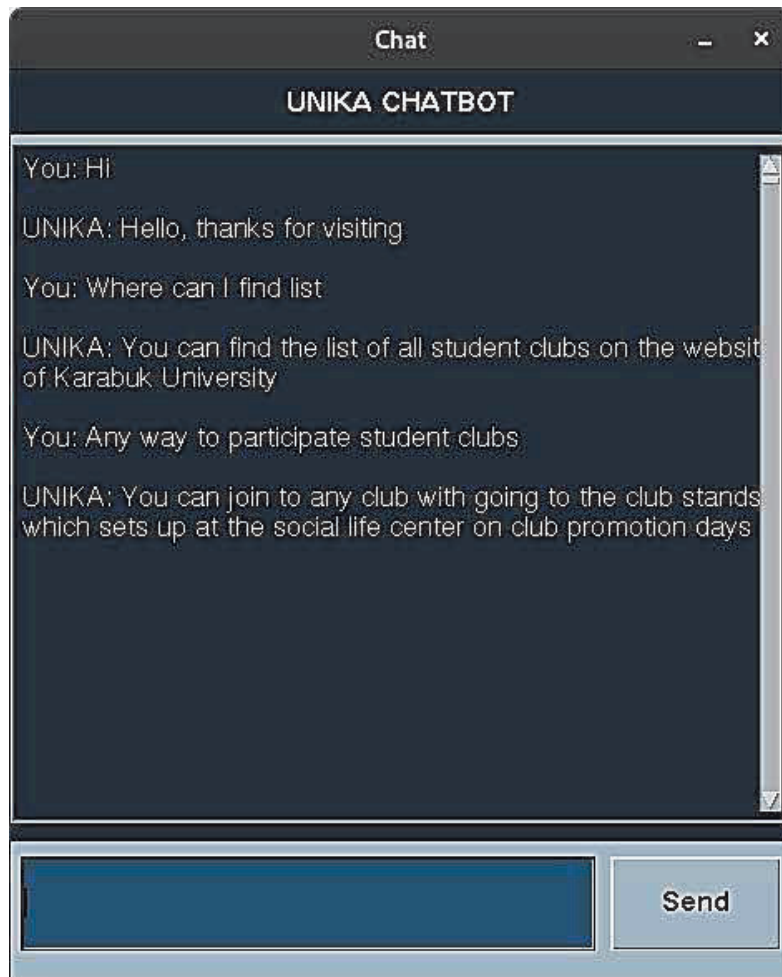 Chat
UNIKA CHATBOT
You: Hi
UNIKA: Hello, thanks for visiting
You: Where can I find list
UNIKA: You can find the list of all student clubs on the websit
of Karabuk University
You: Any way to participate student clubs
UNIKA: You can join to any club with going to the club stands
which sets up at the social life center on club promotion days
Send